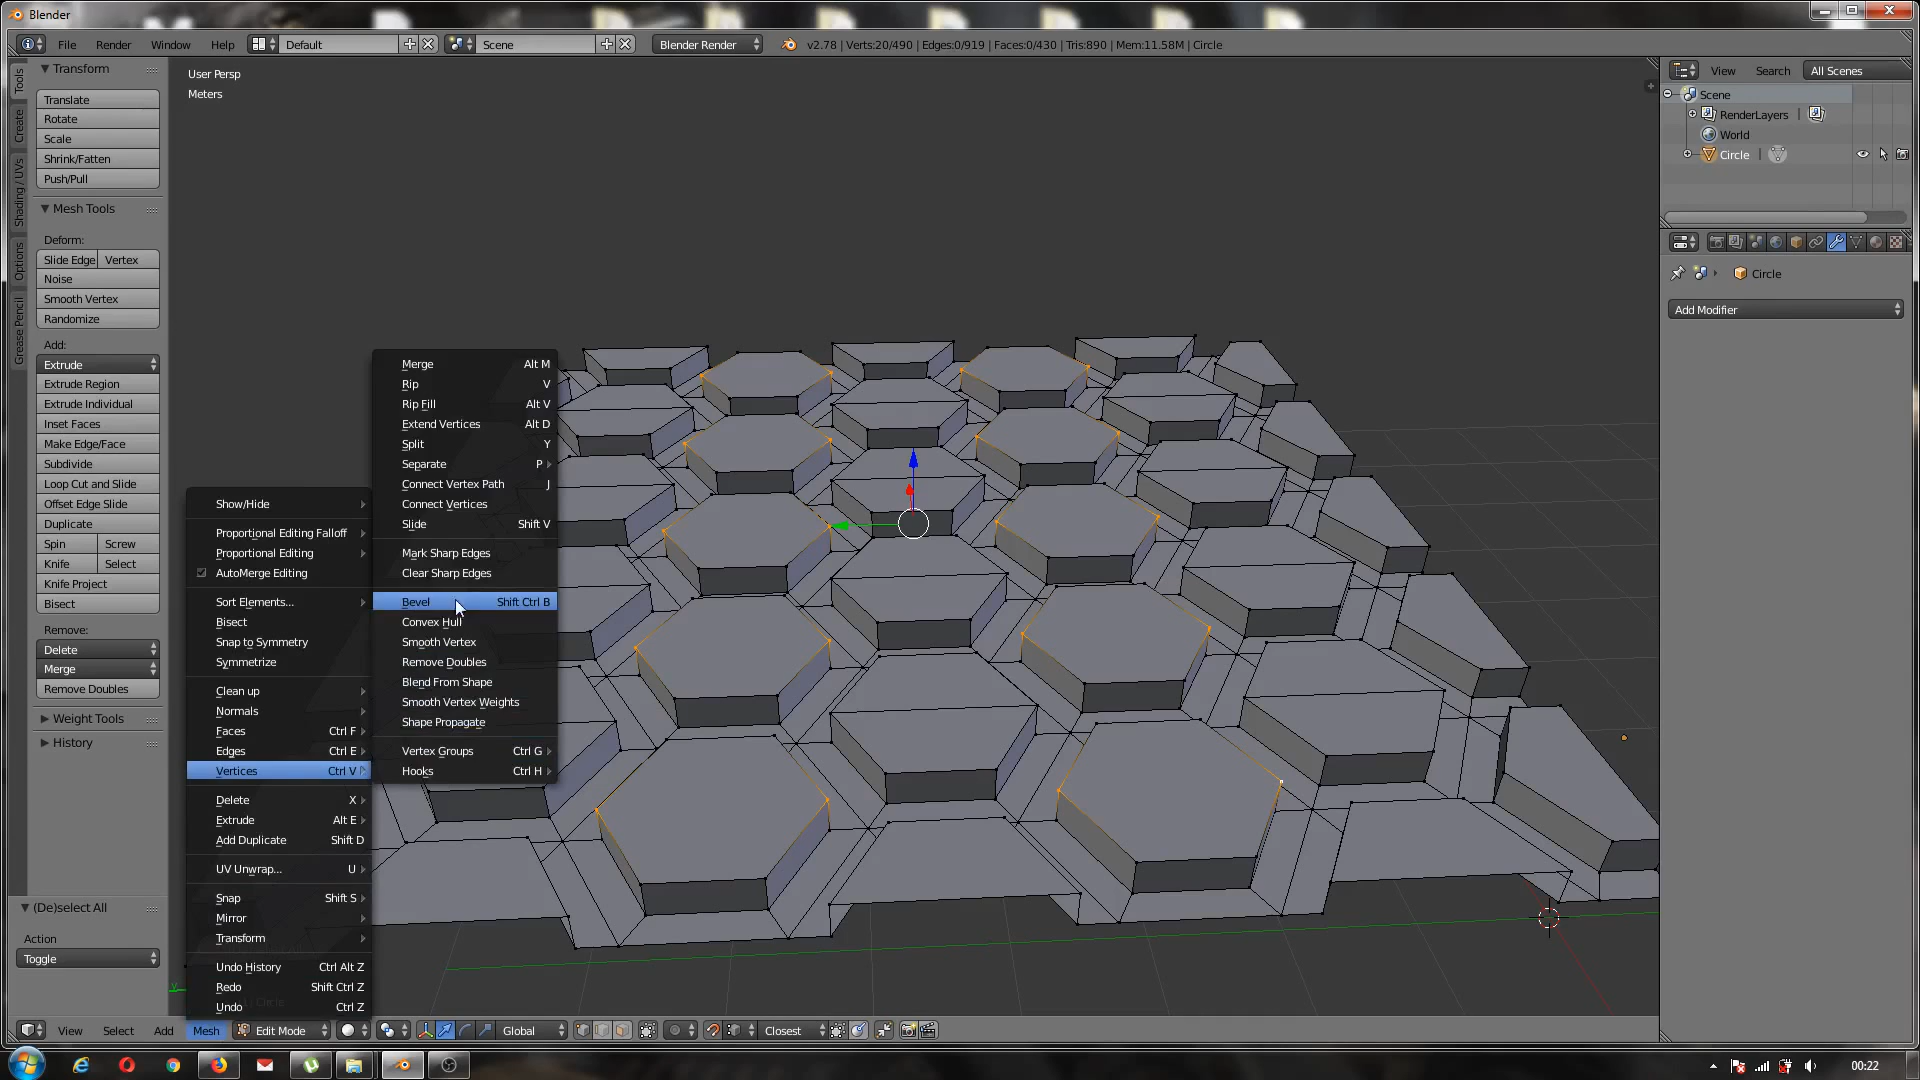 Blender
File Render Window Help Default Scene Blender Render v2.78 | Verts:20/490 | Edges:0/919 | Faces:0/430 | Tris:890 | Mem:11.58M | Circle
Tools
Create
Shading / UVs
Options
Grease Pencil
Transform
Translate
Rotate
Scale
Shrink/Fatten
Push/Pull
Mesh Tools
Deform:
Slide Edge Vertex
Noise
Smooth Vertex
Randomize
Add:
Extrude
Extrude Region
Extrude Individual
Inset Faces
Make Edge/Face
Subdivide
Loop Cut and Slide
Offset Edge Slide
Duplicate
Spin Screw
Knife Select
Knife Project
Bisect
Remove:
Delete
Merge
Remove Doubles
Weight Tools
History
(De)select All
Action
Toggle
User Persp
Meters
Show/Hide
Proportional Editing Falloff
Proportional Editing
AutoMerge Editing
Sort Elements...
Bisect
Snap to Symmetry
Symmetrize
Clean up
Normals
Faces Ctrl F
Edges Ctrl E
Vertices Ctrl V
Delete X
Extrude Alt E
Add Duplicate Shift D
UV Unwrap... U
Snap Shift S
Mirror
Transform
Undo History Ctrl Alt Z
Redo Shift Ctrl Z
Undo Ctrl Z
Merge Alt M
Rip V
Rip Fill Alt V
Extend Vertices Alt D
Split Y
Separate P
Connect Vertex Path J
Connect Vertices
Slide Shift V
Mark Sharp Edges
Clear Sharp Edges
Bevel Shift Ctrl B
Convex Hull
Smooth Vertex
Remove Doubles
Blend From Shape
Smooth Vertex Weights
Shape Propagate
Vertex Groups Ctrl G
Hooks Ctrl H
View Select Add Mesh Edit Mode Global Closest
View Search All Scenes
Scene
RenderLayers
World
Circle
Circle
Add Modifier
00:22